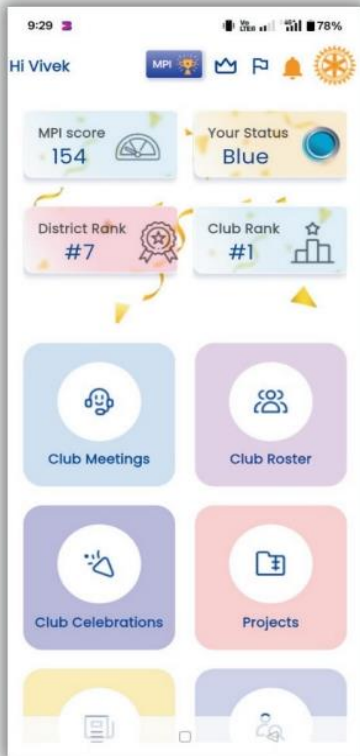 9:29 78%
Hi Vivek MPI
MPI score
154
Your Status
Blue
District Rank
#7
Club Rank
#1
Club Meetings
Club Roster
Club Celebrations
Projects